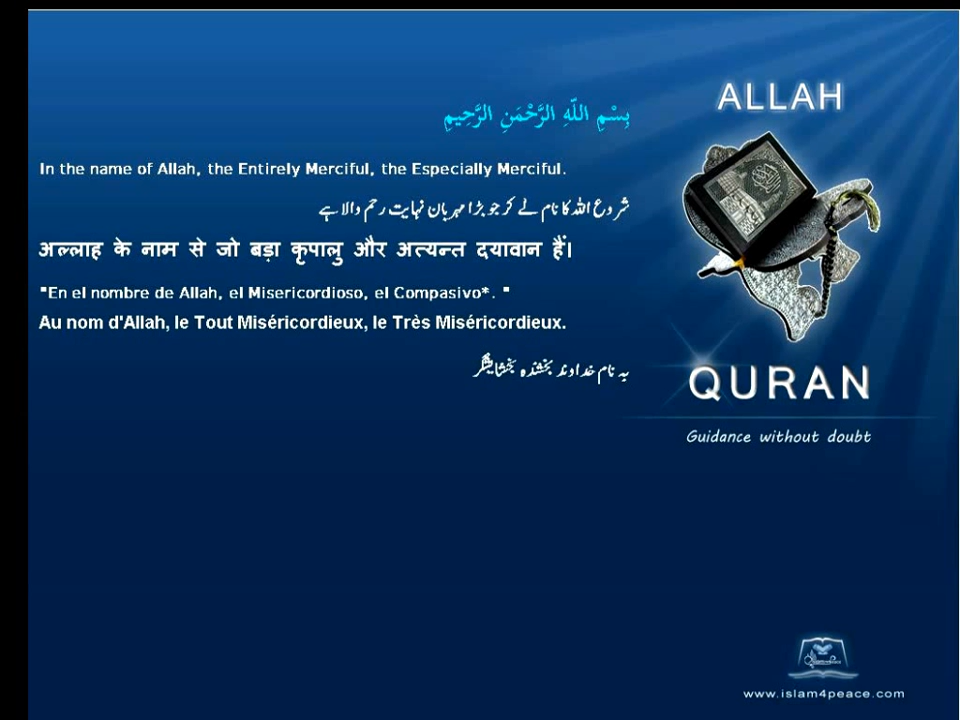 بِسْمِ اللّهِ الرَّحْمَنِ الرَّحِيمِ
In the name of Allah, the Entirely Merciful, the Especially Merciful.
شروع اللہ کا نام لے کر جو بڑا مہربان نہایت رحم والا ہے
अल्लाह के नाम से जो बड़ा कृपालु और अत्यन्त दयावान हैं।
"En el nombre de Allah, el Misericordioso, el Compasivo*. "
Au nom d'Allah, le Tout Miséricordieux, le Très Miséricordieux.
به نام خداوند بخشنده بخشایشگر
ALLAH
QURAN
Guidance without doubt
www.islam4peace.com